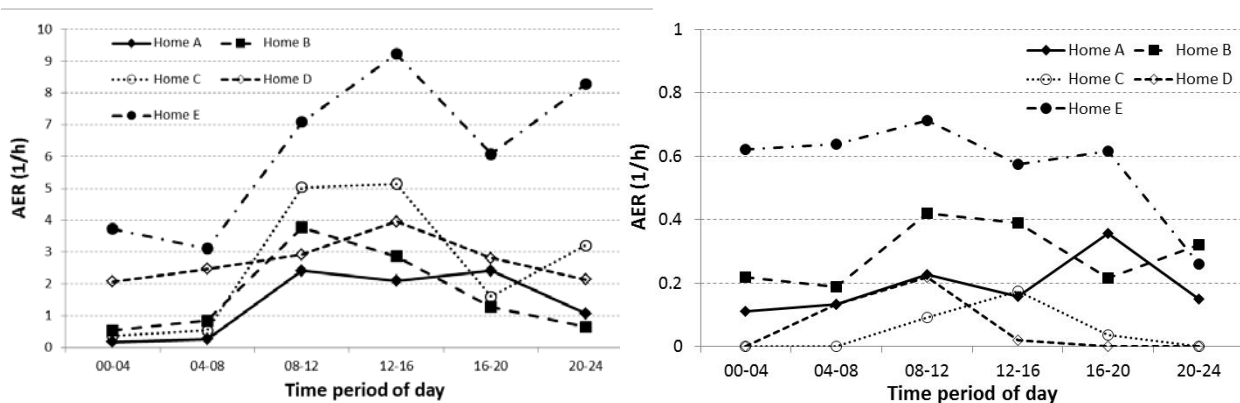 10
9
8
7
6
5
4
3
2
1
0
AER (1/h)
Home A Home B
Home C Home D
Home E
00-04 04-08 08-12 12-16 16-20 20-24
Time period of day
1
0.8
0.6
0.4
0.2
0
AER (1/h)
Home A Home B
Home C Home D
Home E
00-04 04-08 08-12 12-16 16-20 20-24
Time period of day